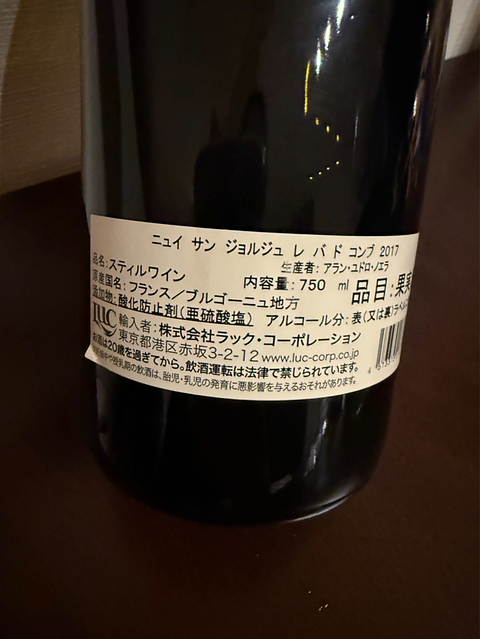 ニュイ サン ジョルジュ レ バ ド コンブ 2017
生産者: アラン・ユドロ・ノエラ
品名: スティルワイン
内容量: 750 ml
品目: 果実
原産国名: フランス／ブルゴーニュ地方
添加物: 酸化防止剤(亜硫酸塩)
アルコール分: 表(又は裏)ラベル
LUC
輸入者: 株式会社ラック・コーポレーション
東京都港区赤坂3-2-12 www.luc-corp.co.jp
お酒は20歳を過ぎてから。飲酒運転は法律で禁じられています。
や授乳期の飲酒は、胎児・乳児の発育に悪影響を与えるおそれがあります。